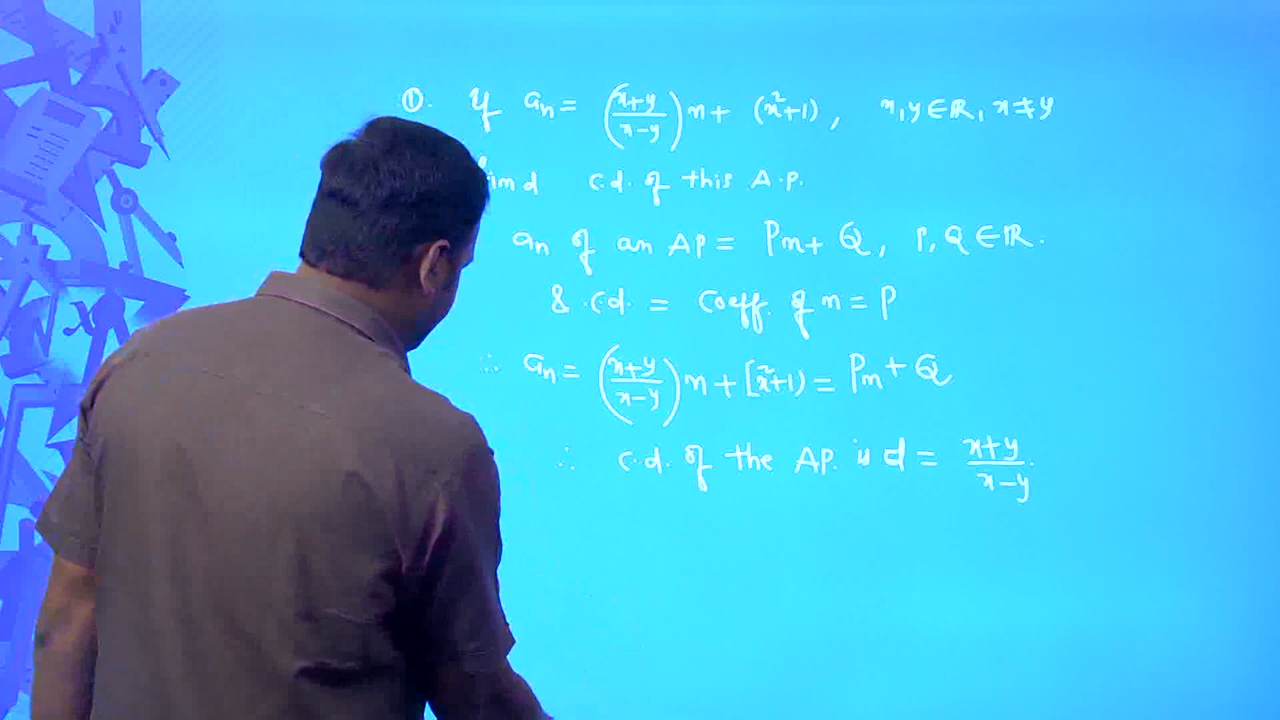 ①. If aₙ = ((x+y)/(x-y)) n + (x²+1), x, y ∈ ℝ, x ≠ y
find c.d. of this A.P.
aₙ of an AP = Pn + Q, P, Q ∈ ℝ.
& c.d. = coeff. of n = P
∴ aₙ = ((x+y)/(x-y)) n + [x²+1) = Pn + Q
∴ c.d. of the AP. is d = (x+y)/(x-y).